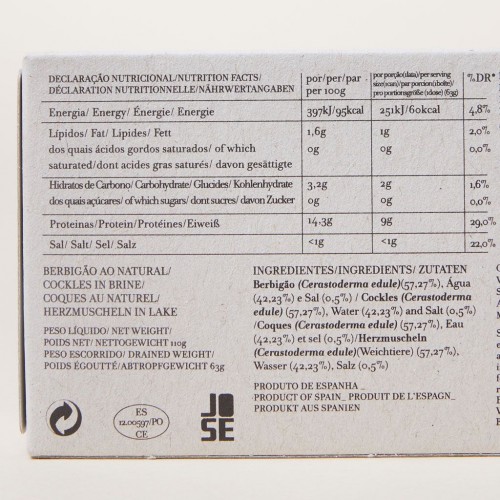 DECLARAÇÃO NUTRICIONAL/NUTRITION FACTS/
DÉCLARATION NUTRITIONNELLE/NÄHRWERTANGABEN
por/per/par
per 100g
por porção(1lata)/per serving
size(1can)/par portion(1boîte)/
pro portionsgröße (1dose) (63g)
%DR*
Energia/ Energy/ Énergie/ Energie 397kJ/95kcal 251kJ/60kcal 4,8%
Lípidos/ Fat/ Lipides/ Fett 1,6g 1g 2,0%
dos quais ácidos gordos saturados/ of which 0g 0g 0,0%
saturated/dont acides gras saturés/ davon gesättigte
Hidratos de Carbono/ Carbohydrate/ Glucides/ Kohlenhydrate 3,2g 2g 1,6%
dos quais açúcares/ of which sugars/ dont sucres/ davon Zucker 0g 0g 0,0%
Proteinas/Protein/Protéines/Eiweiß 14,3g 9g 29,0%
Sal/ Salt/ Sel/ Salz <1g <1g 22,0%
BERBIGÃO AO NATURAL/
COCKLES IN BRINE/
COQUES AU NATUREL/
HERZMUSCHELN IN LAKE
PESO LÍQUIDO/ NET WEIGHT/
POIDS NET/ NETTOGEWICHT 110g
PESO ESCORRIDO/ DRAINED WEIGHT/
POIDS ÉGOUTTÉ/ABTROPFGEWICHT 63g
ES
12.00597/PO
CE
JO
SE
INGREDIENTES/INGREDIENTS/ ZUTATEN
Berbigão (Cerastoderma edule)(57,27%), Água
(42,23%) e Sal (0,5%) / Cockles (Cerastoderma
edule) (57,27%), Water (42,23%) and Salt (0,5%)
/Coques (Cerastoderma edule) (57,27%), Eau
(42,23%) et sel (0,5%)/Herzmuscheln
(Cerastoderma edule)(Weichtiere) (57,27%),
Wasser (42,23%), Salz (0,5%)
PRODUTO DE ESPANHA_
PRODUCT OF SPAIN_ PRODUIT DE L'ESPAGN_
PRODUKT AUS SPANIEN